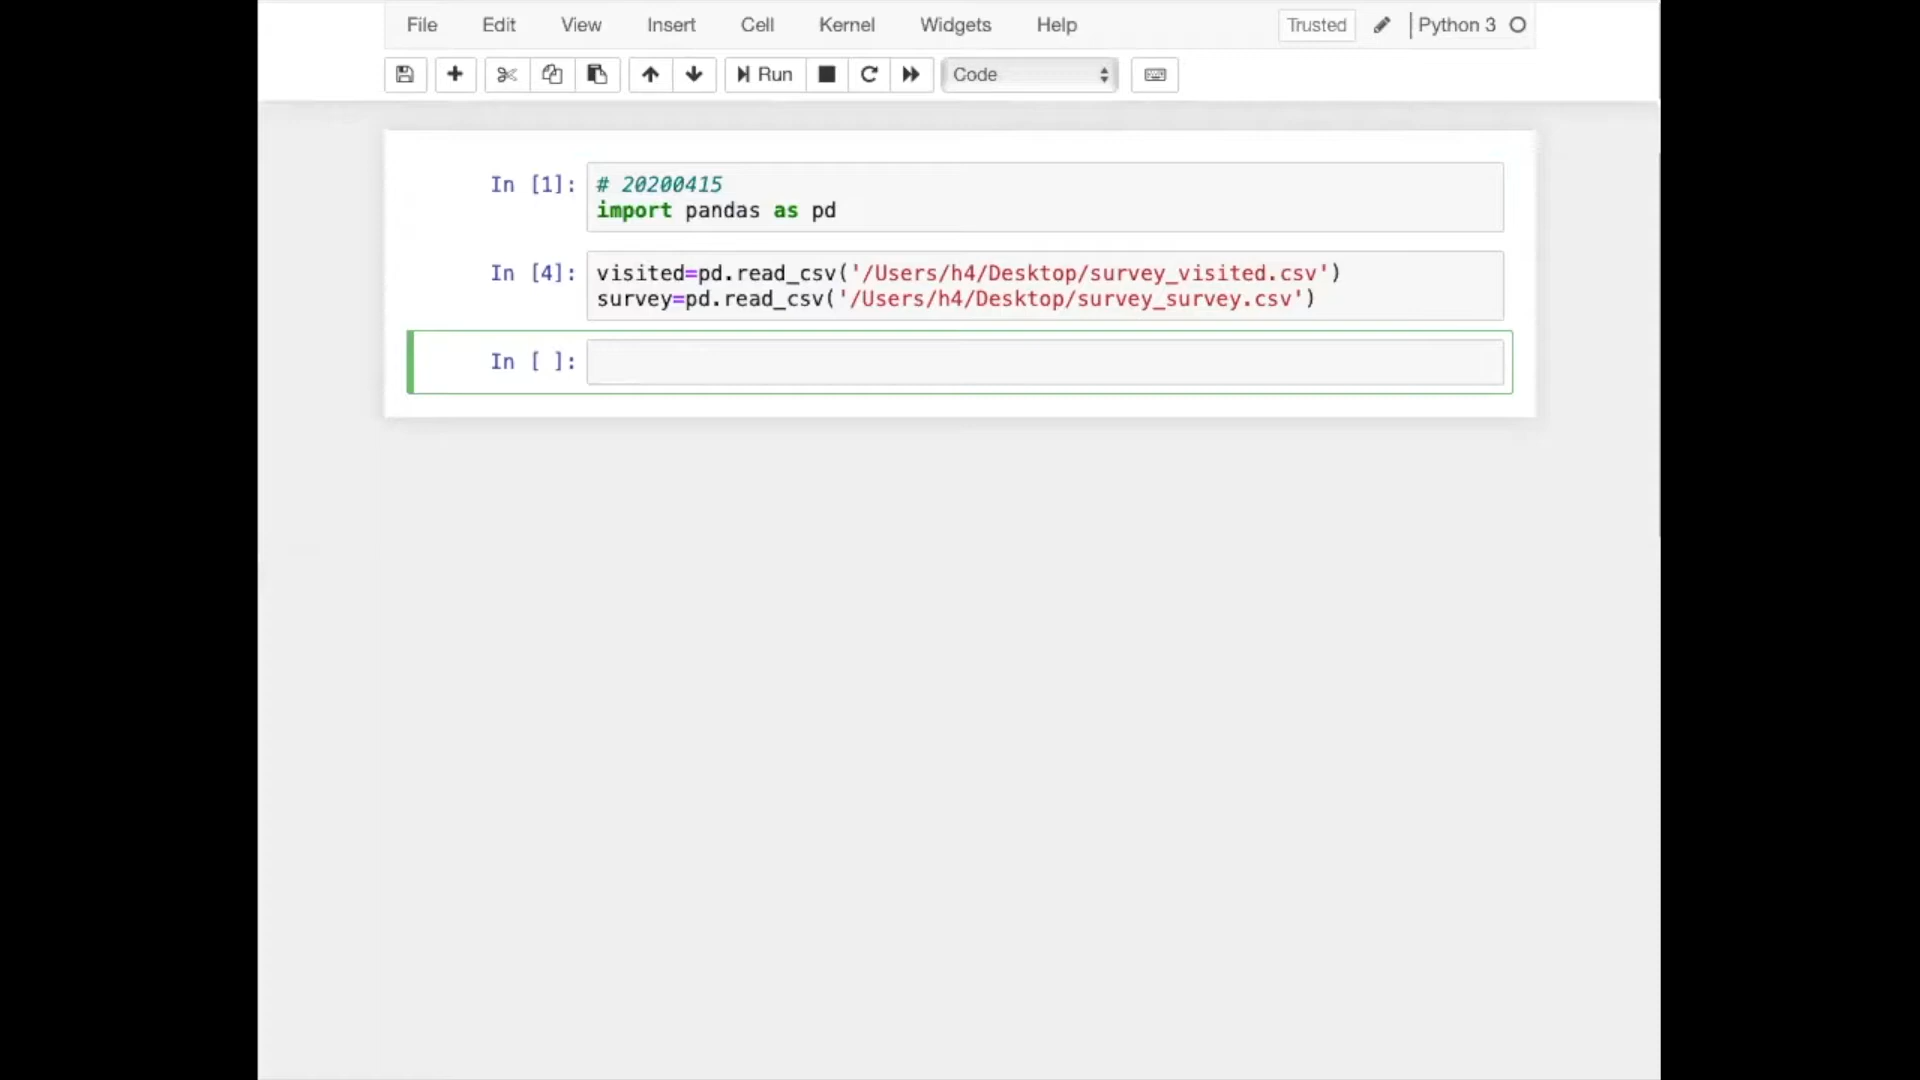 File Edit View Insert Cell Kernel Widgets Help Trusted Python 3
Run Code
In [1]: # 20200415
import pandas as pd
In [4]: visited=pd.read_csv('/Users/h4/Desktop/survey_visited.csv')
survey=pd.read_csv('/Users/h4/Desktop/survey_survey.csv')
In [ ]: